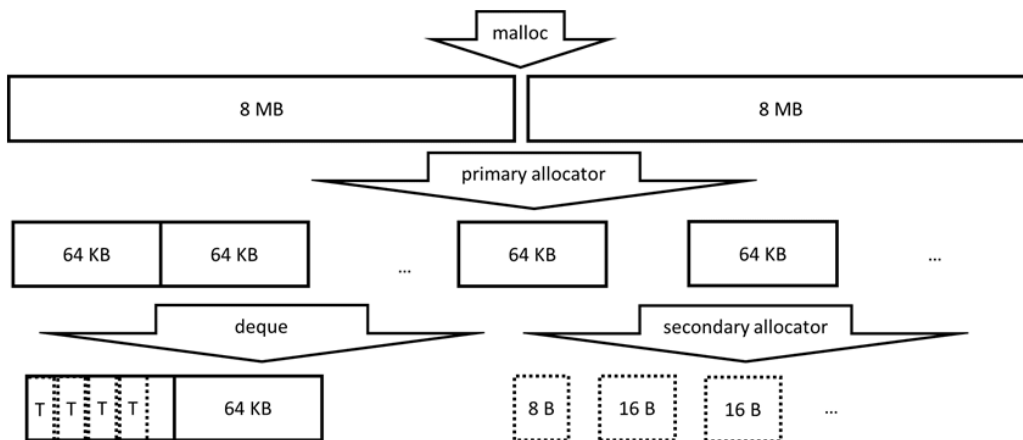 malloc
8 MB 8 MB
primary allocator
64 KB 64 KB ... 64 KB 64 KB ...
deque secondary allocator
T T T T 64 KB 8 B 16 B 16 B ...